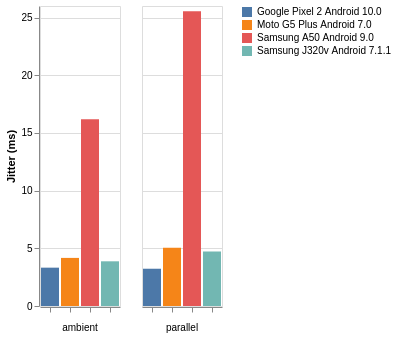 Google Pixel 2 Android 10.0
Moto G5 Plus Android 7.0
Samsung A50 Android 9.0
Samsung J320v Android 7.1.1
Jitter (ms)
25
20
15
10
5
0
ambient
parallel